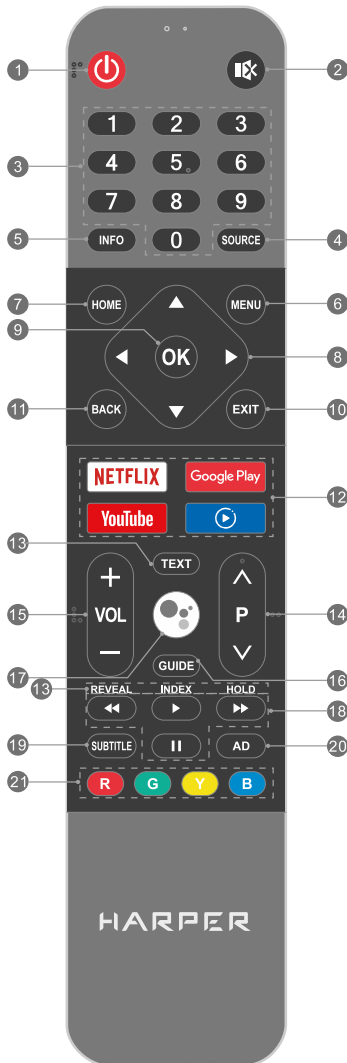 1
2
1 2 3
3
4 5 6
7 8 9
5
INFO 0 SOURCE
4
7
HOME
MENU
6
9
OK
8
11
BACK
EXIT
10
NETFLIX Google Play
12
YouTube
13
TEXT
+
15
VOL
P
14
–
17
GUIDE
16
13
REVEAL INDEX HOLD
18
19
SUBTITLE
AD
20
21
R G Y B
HARPER